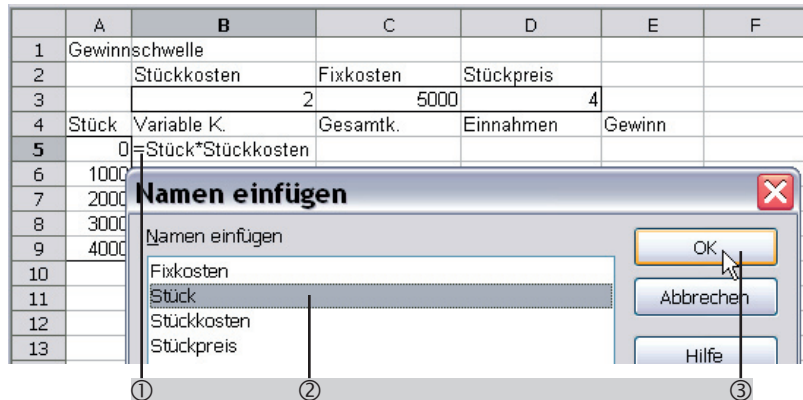 A B C D E F
1 Gewinnschwelle
2 Stückkosten Fixkosten Stückpreis
3 2 5000 4
4 Stück Variable K. Gesamtk. Einnahmen Gewinn
5 0 =Stück*Stückkosten
6 1000
7 2000
8 3000
9 4000
10
11
12
13
Namen einfügen
Namen einfügen
Fixkosten
Stück
Stückkosten
Stückpreis
OK
Abbrechen
Hilfe
① ② ③